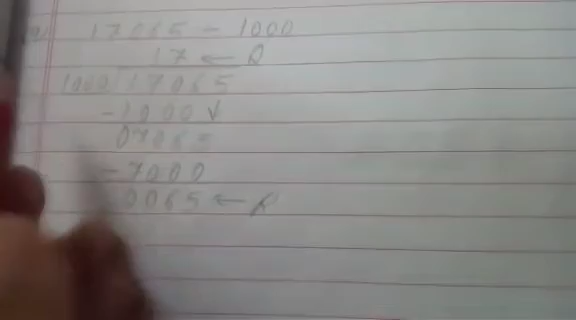 17065 - 1000
17 ← Q
1000 17065
- 1000 ↓
07065
- 7000
0065 ← R